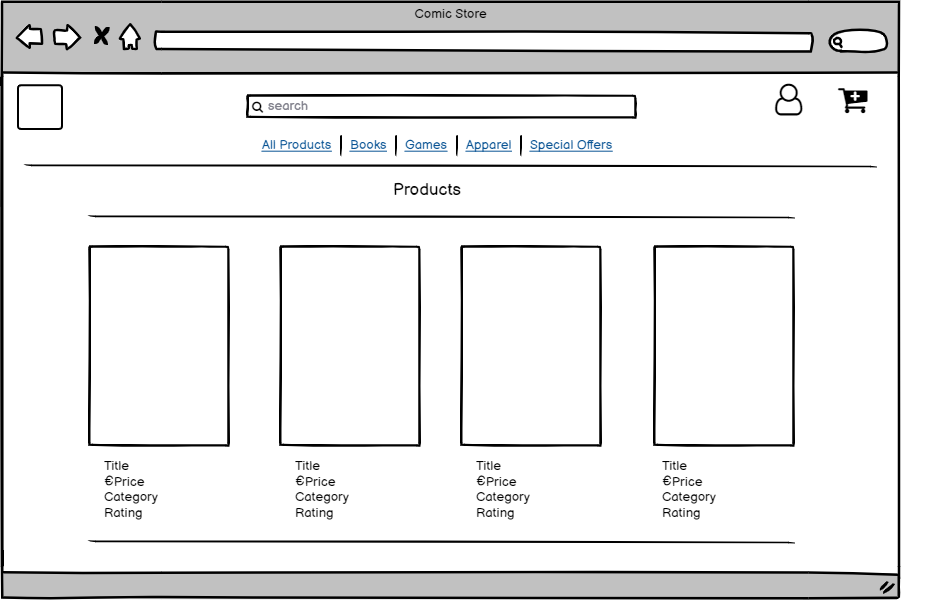 Comic Store
search
All Products | Books | Games | Apparel | Special Offers
Products
Title Title Title Title
€Price €Price €Price €Price
Category Category Category Category
Rating Rating Rating Rating